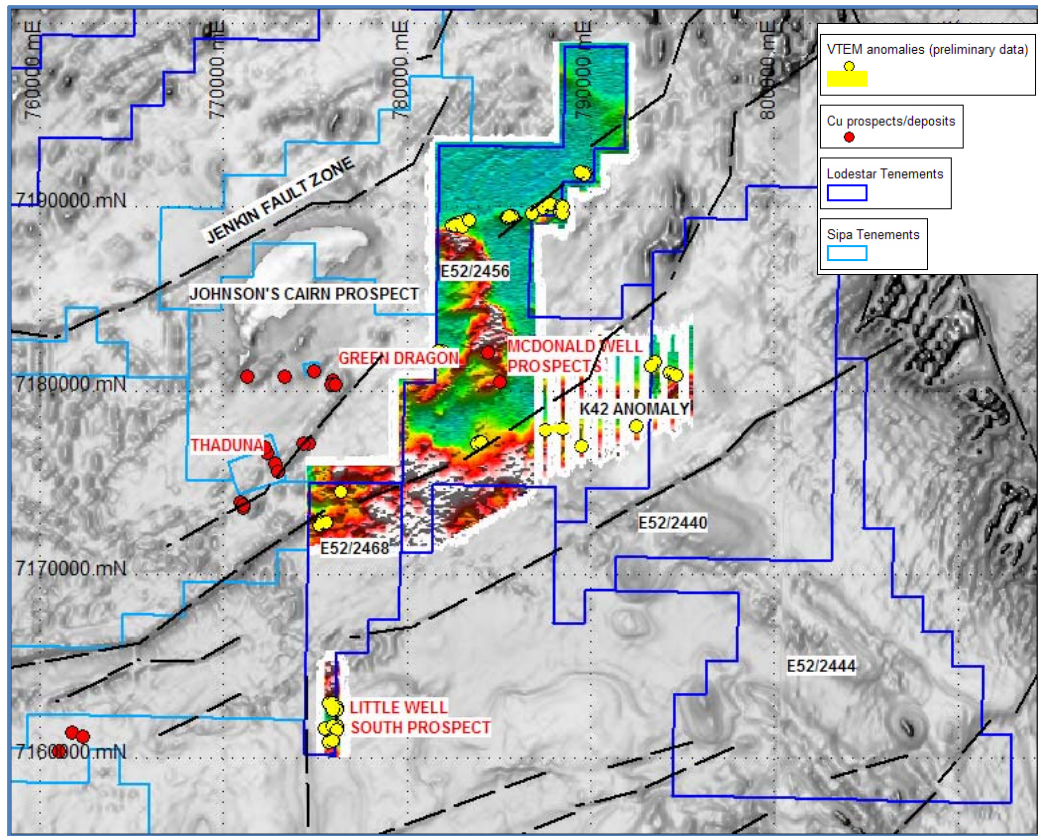 760000.mE
770000.mE
780000.mE
790000.mE
800000.mE
VTEM anomalies (preliminary data)
Cu prospects/deposits
Lodestar Tenements
Sipa Tenements
7190000.mN
JENKIN FAULT ZONE
E52/2456
JOHNSON'S CAIRN PROSPECT
GREEN DRAGON
MCDONALD WELL
PROSPECTS
7180000.mN
K42 ANOMALY
THADUNA
E52/2440
E52/2468
7170000.mN
E52/2444
LITTLE WELL
SOUTH PROSPECT
7160000.mN